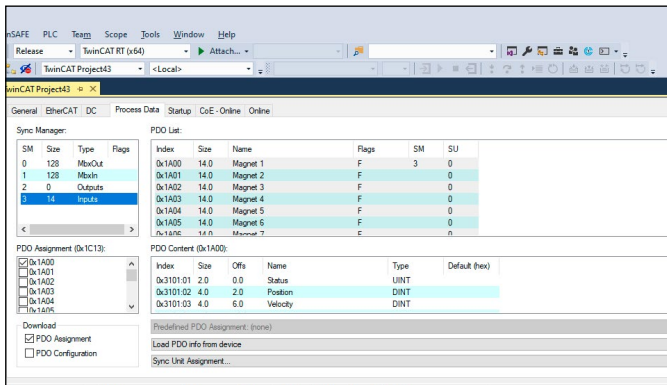 nSAFE PLC Team Scope Tools Window Help
Release TwinCAT RT (x64) Attach...
TwinCAT Project43 <Local>
winCAT Project43
General EtherCAT DC Process Data Startup CoE - Online Online
Sync Manager:
SM Size Type Flags
0 128 MbxOut
1 128 MbxIn
2 0 Outputs
3 14 Inputs
PDO List:
Index Size Name Flags SM SU
0x1A00 14.0 Magnet 1 F 3 0
0x1A01 14.0 Magnet 2 F 0
0x1A02 14.0 Magnet 3 F 0
0x1A03 14.0 Magnet 4 F 0
0x1A04 14.0 Magnet 5 F 0
0x1A05 14.0 Magnet 6 F 0
0x1A06 14.0 Magnet 7 F 0
PDO Assignment (0x1C13):
0x1A00
0x1A01
0x1A02
0x1A03
0x1A04
0x1A05
PDO Content (0x1A00):
Index Size Offs Name Type Default (hex)
0x3101:01 2.0 0.0 Status UINT
0x3101:02 4.0 2.0 Position DINT
0x3101:03 4.0 6.0 Velocity DINT
Download
PDO Assignment
PDO Configuration
Predefined PDO Assignment: (none)
Load PDO info from device
Sync Unit Assignment...